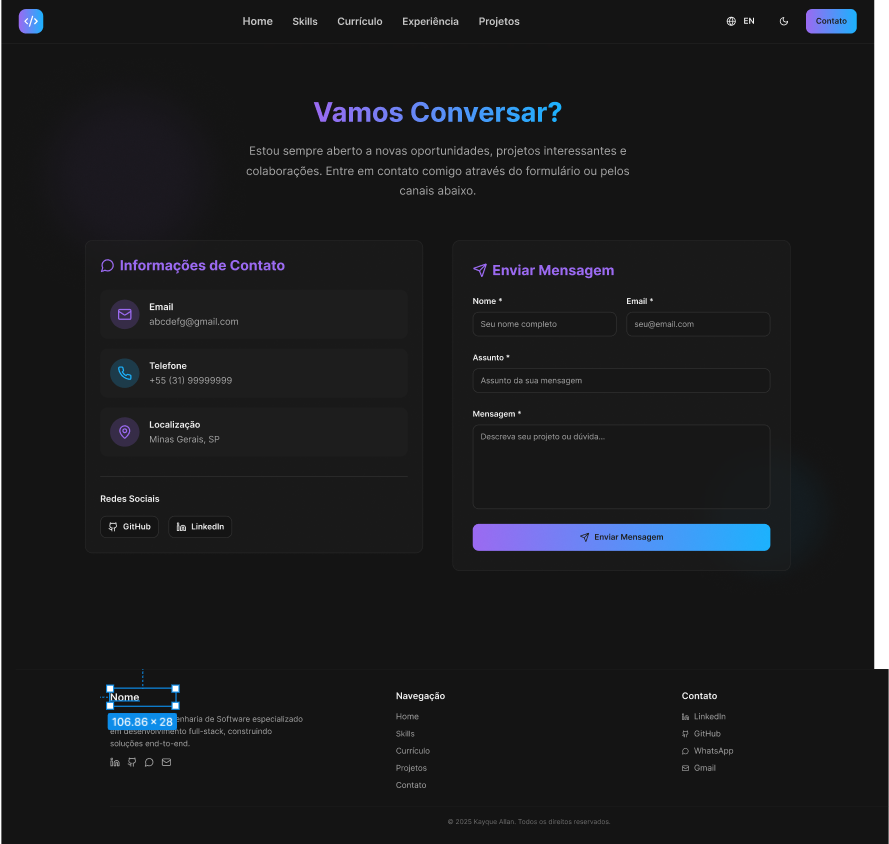 </>
Home Skills Currículo Experiência Projetos
EN
Contato
Vamos Conversar?
Estou sempre aberto a novas oportunidades, projetos interessantes e
colaborações. Entre em contato comigo através do formulário ou pelos
canais abaixo.
Informações de Contato
Email
abcdefg@gmail.com
Telefone
+55 (31) 99999999
Localização
Minas Gerais, SP
Redes Sociais
GitHub LinkedIn
Enviar Mensagem
Nome * Email *
Seu nome completo seu@email.com
Assunto *
Assunto da sua mensagem
Mensagem *
Descreva seu projeto ou dúvida...
Enviar Mensagem
Nome
106.86 × 28
de Software especializado
em desenvolvimento full-stack, construindo
soluções end-to-end.
Navegação
Home
Skills
Currículo
Projetos
Contato
Contato
LinkedIn
GitHub
WhatsApp
Gmail
© 2025 Kayque Allan. Todos os direitos reservados.